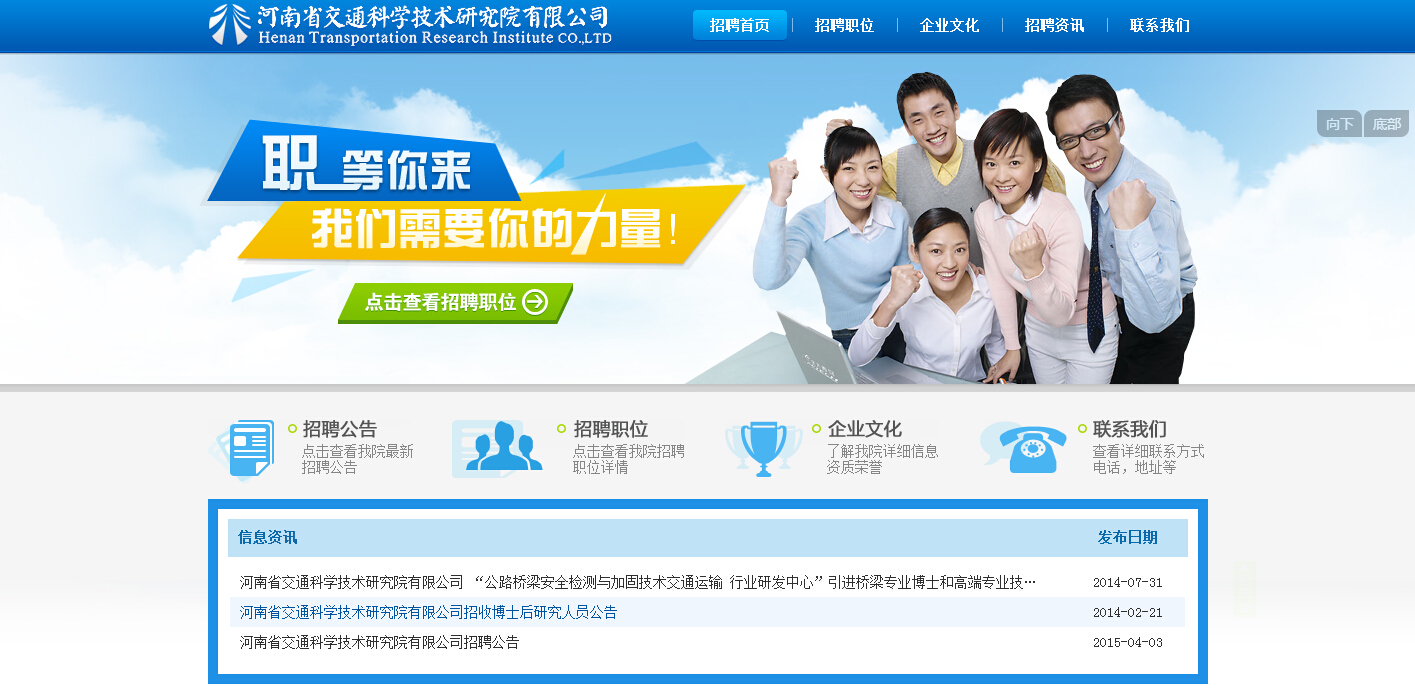 河南省交通科学技术研究院有限公司
Henan Transportation Research Institute CO.,LTD
招聘首页
招聘职位
企业文化
招聘资讯
联系我们
向下
底部
职等你来
我们需要你的力量!
点击查看招聘职位
招聘公告
点击查看我院最新
招聘公告
招聘职位
点击查看我院招聘
职位详情
企业文化
了解我院详细信息
资质荣誉
联系我们
查看详细联系方式
电话，地址等
信息资讯 发布日期
河南省交通科学技术研究院有限公司 “公路桥梁安全检测与加固技术交通运输 行业研发中心”引进桥梁专业博士和高端专业技… 2014-07-31
河南省交通科学技术研究院有限公司招收博士后研究人员公告 2014-02-21
河南省交通科学技术研究院有限公司招聘公告 2015-04-03